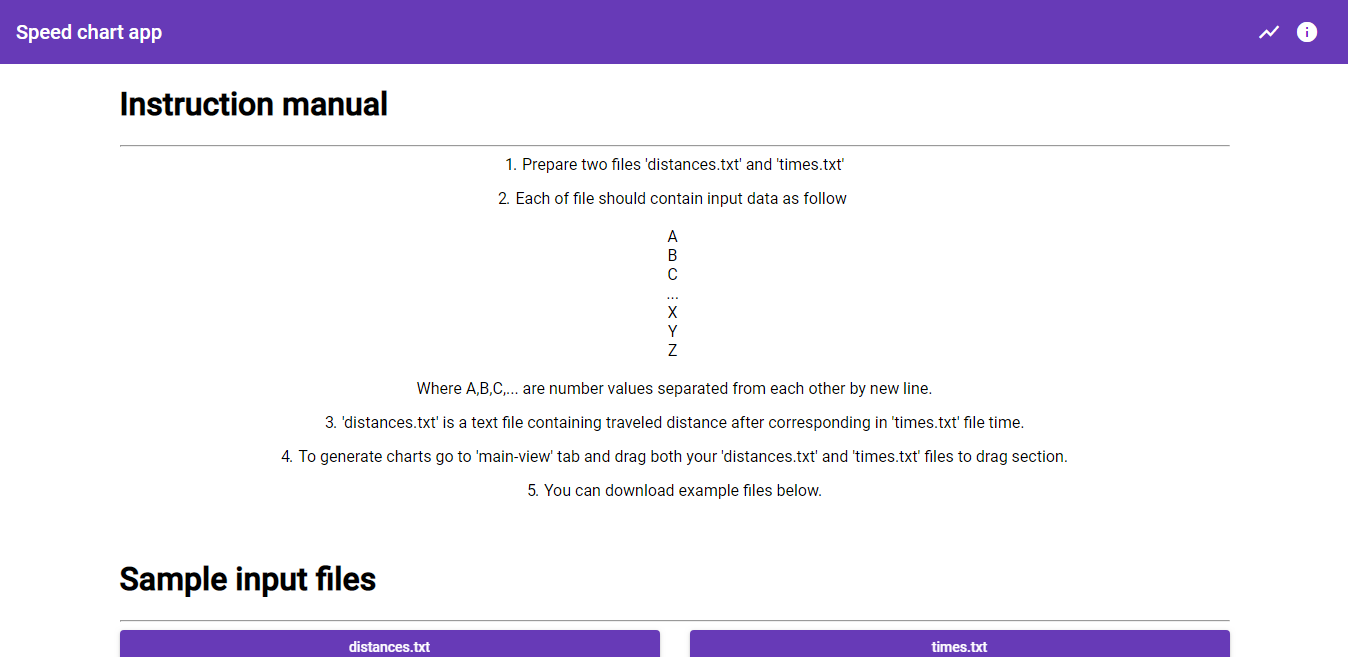 Speed chart app
Instruction manual
1. Prepare two files 'distances.txt' and 'times.txt'
2. Each of file should contain input data as follow
A
B
C
...
X
Y
Z
Where A,B,C,... are number values separated from each other by new line.
3. 'distances.txt' is a text file containing traveled distance after corresponding in 'times.txt' file time.
4. To generate charts go to 'main-view' tab and drag both your 'distances.txt' and 'times.txt' files to drag section.
5. You can download example files below.
Sample input files
distances.txt
times.txt